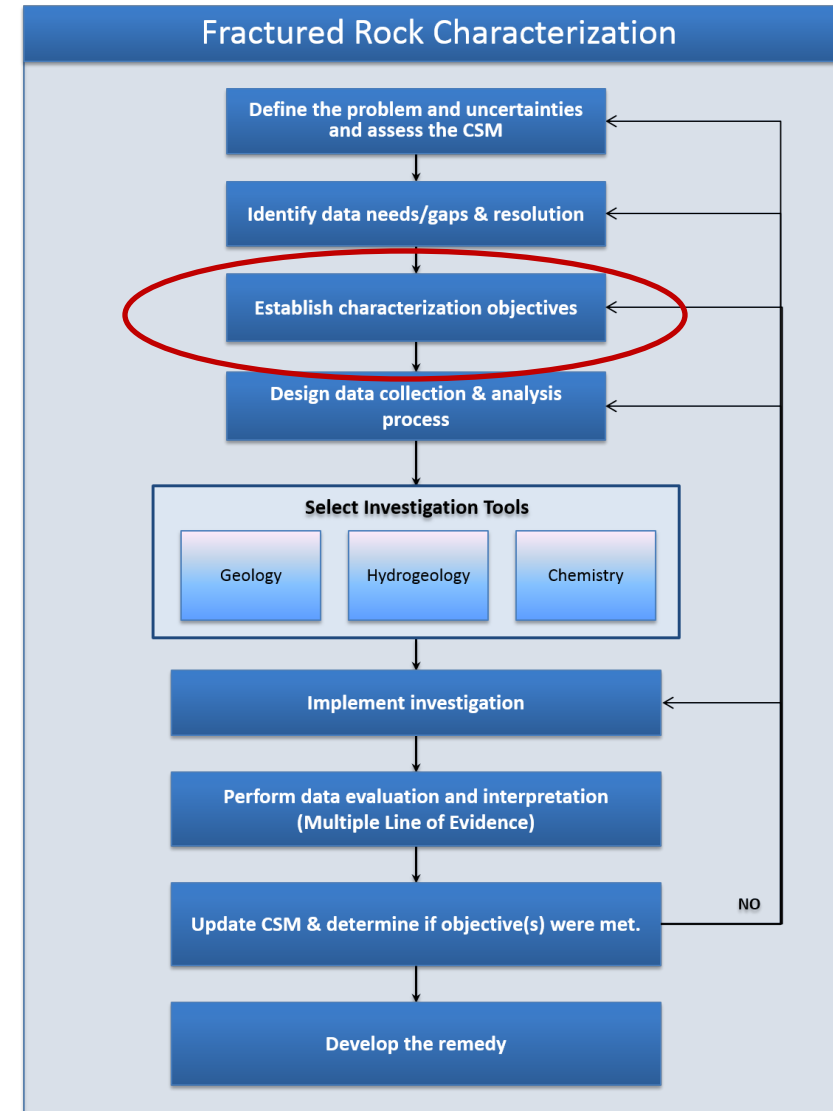 Fractured Rock Characterization
Define the problem and uncertainties
and assess the CSM
Identify data needs/gaps & resolution
Establish characterization objectives
Design data collection & analysis
process
Select Investigation Tools
Geology
Hydrogeology
Chemistry
Implement investigation
Perform data evaluation and interpretation
(Multiple Line of Evidence)
Update CSM & determine if objective(s) were met.
NO
Develop the remedy